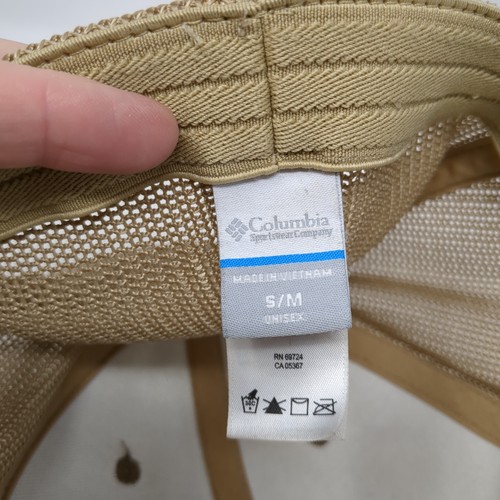 Columbia
Sportswear Company
MADE IN VIETNAM
S/M
UNISEX
RN 69724
CA 05367